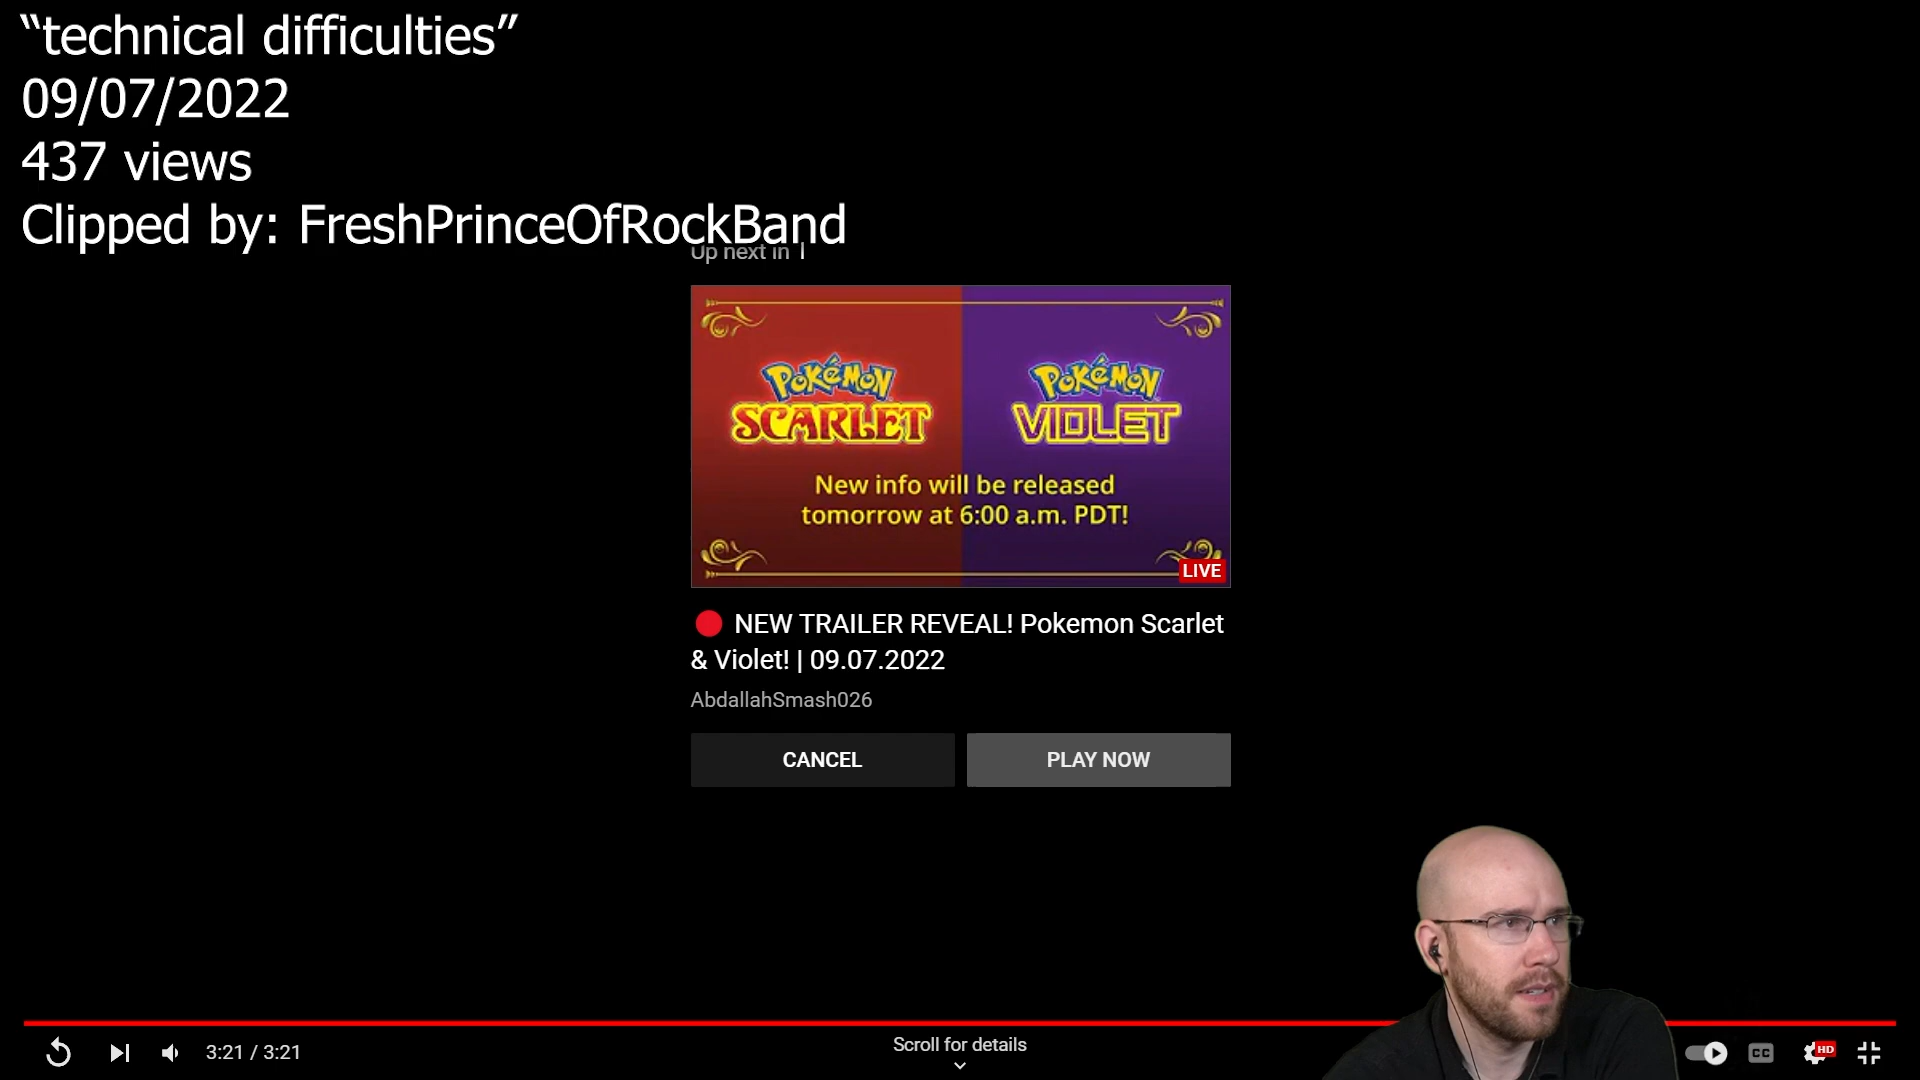 “technical difficulties”
09/07/2022
437 views
Clipped by: FreshPrinceOfRockBand
Up next in 1
POKéMON SCARLET
POKéMON VIOLET
New info will be released
tomorrow at 6:00 a.m. PDT!
LIVE
NEW TRAILER REVEAL! Pokemon Scarlet
& Violet! | 09.07.2022
AbdallahSmash026
CANCEL
PLAY NOW
Scroll for details
3:21 / 3:21
CC
HD